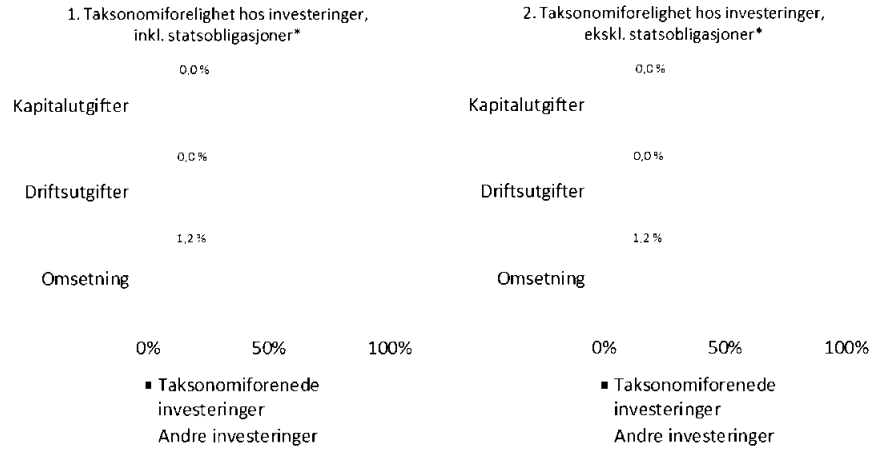 1. Taksonomiforelighet hos investeringer,
inkl. statsobligasjoner*
0,0 %
Kapitalutgifter
0,0 %
Driftsutgifter
1,2 %
Omsetning
0% 50% 100%
▪ Taksonomiforenede
investeringer
Andre investeringer
2. Taksonomiforelighet hos investeringer,
ekskl. statsobligasjoner*
0,0 %
Kapitalutgifter
0,0 %
Driftsutgifter
1,2 %
Omsetning
0% 50% 100%
▪ Taksonomiforenede
investeringer
Andre investeringer